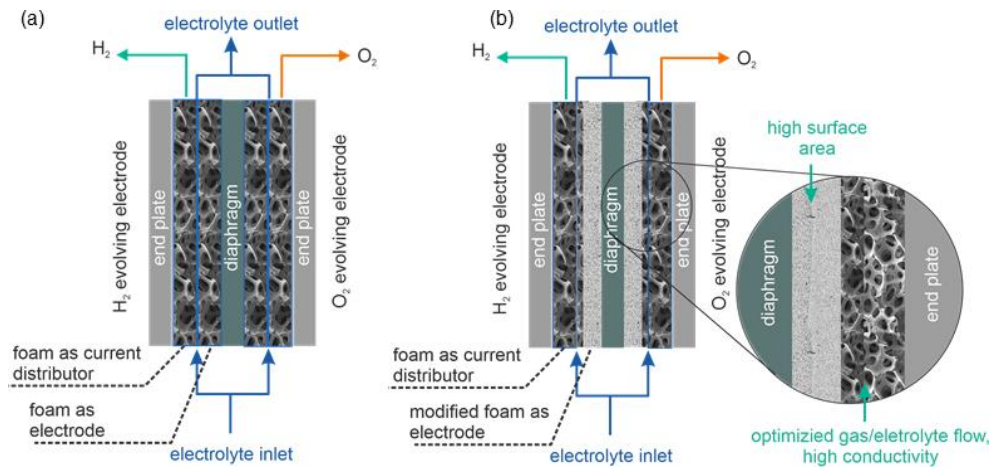 (a)
electrolyte outlet
H₂
O₂
H₂ evolving electrode
end plate
diaphragm
end plate
O₂ evolving electrode
foam as current
distributor
foam as
electrode
electrolyte inlet
(b)
electrolyte outlet
H₂
O₂
H₂ evolving electrode
end plate
diaphragm
end plate
O₂ evolving electrode
foam as current
distributor
modified foam as
electrode
electrolyte inlet
high surface
area
diaphragm
end plate
optimizied gas/eletrolyte flow,
high conductivity